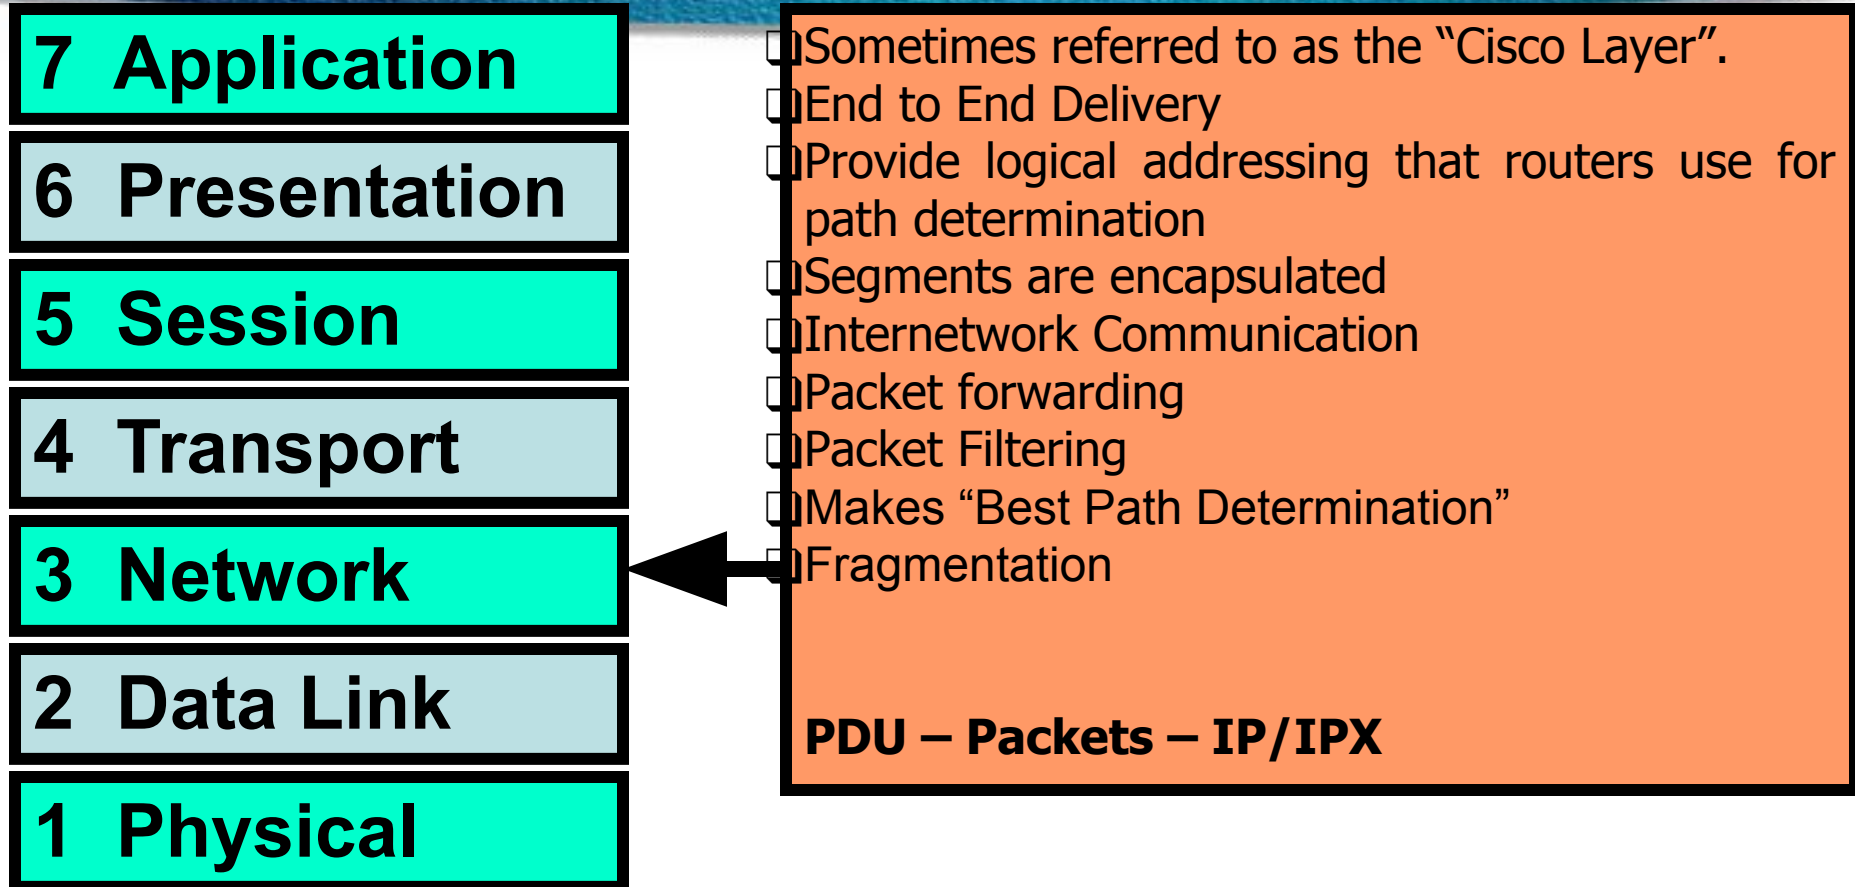 7 Application
6 Presentation
5 Session
4 Transport
3 Network
2 Data Link
1 Physical
❑Sometimes referred to as the “Cisco Layer”.
❑End to End Delivery
❑Provide logical addressing that routers use for
path determination
❑Segments are encapsulated
❑Internetwork Communication
❑Packet forwarding
❑Packet Filtering
❑Makes “Best Path Determination”
❑Fragmentation
PDU – Packets – IP/IPX